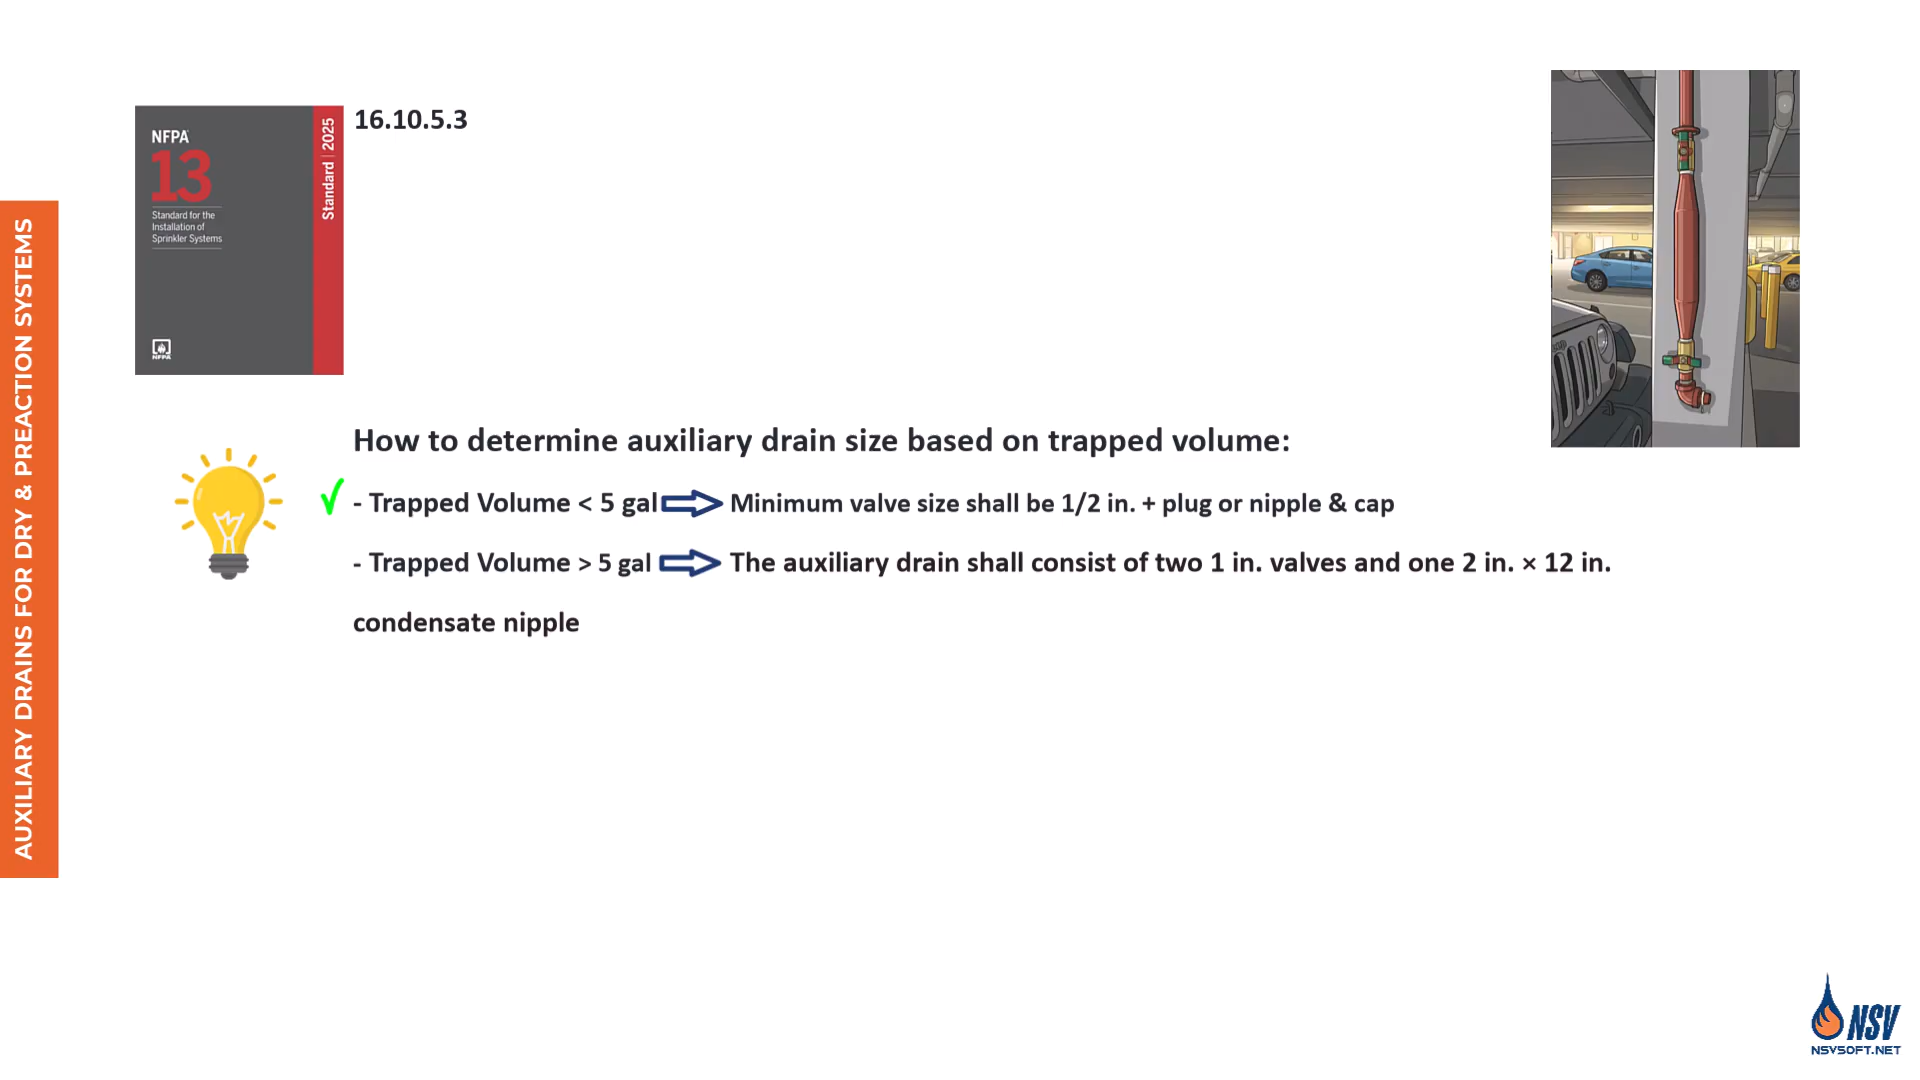 AUXILIARY DRAINS FOR DRY & PREACTION SYSTEMS
NFPA
13
Standard for the
Installation of
Sprinkler Systems
Standard | 2025
NFPA
16.10.5.3
How to determine auxiliary drain size based on trapped volume:
√ - Trapped Volume < 5 gal Minimum valve size shall be 1/2 in. + plug or nipple & cap
- Trapped Volume > 5 gal The auxiliary drain shall consist of two 1 in. valves and one 2 in. × 12 in.
condensate nipple
NSV
NSVSOFT.NET